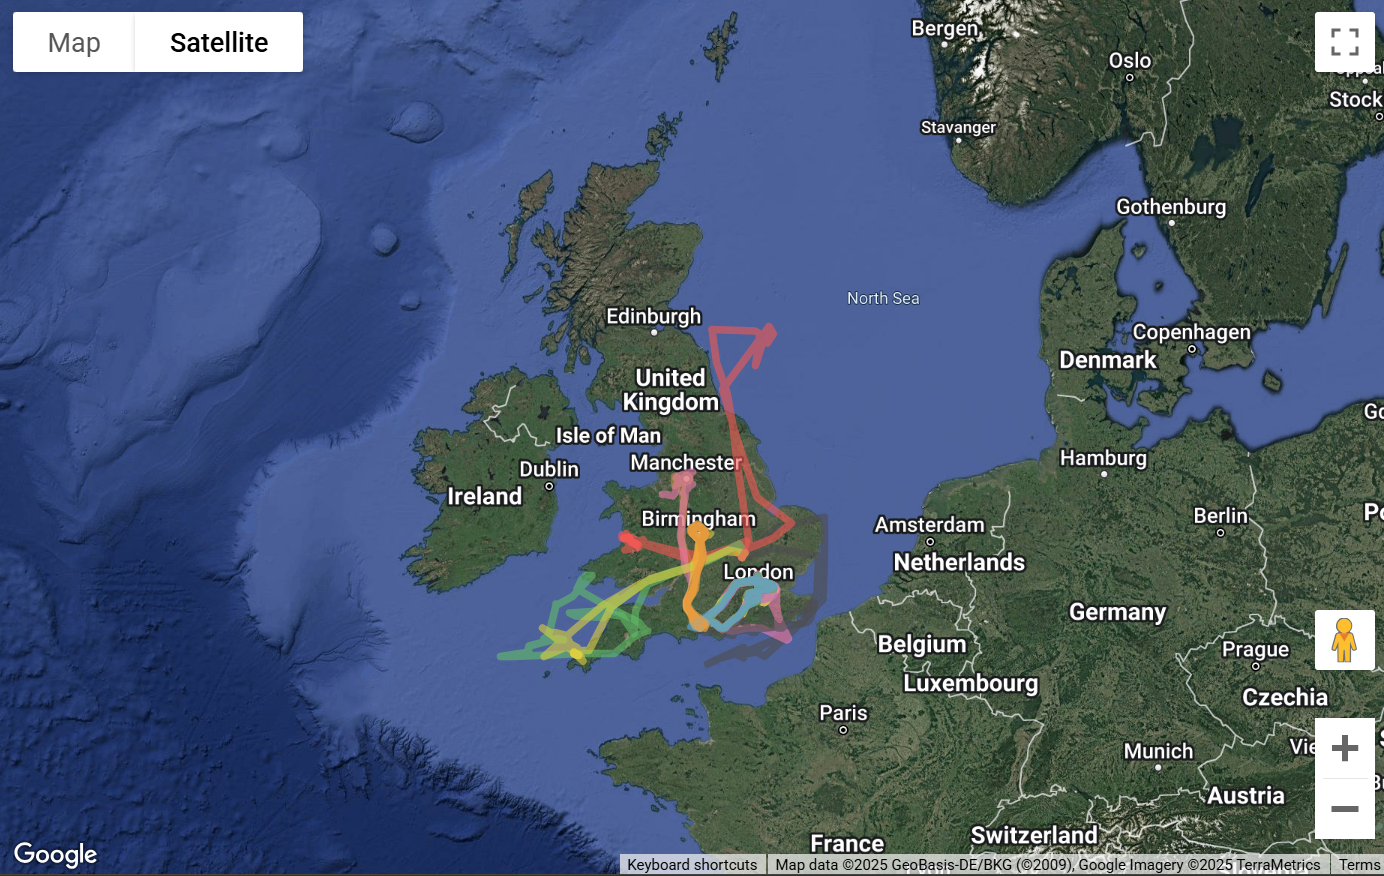 Map
Satellite
Bergen
Oslo
Stock
Stavanger
Gothenburg
North Sea
Edinburgh
Copenhagen
Denmark
United
Kingdom
Isle of Man
Manchester
Dublin
Hamburg
Ireland
Birmingham
Berlin
Amsterdam
Netherlands
London
Germany
Belgium
Prague
Luxembourg
Czechia
Paris
Munich
Vie
Austria
Switzerland
France
Google
Keyboard shortcuts
Map data ©2025 GeoBasis-DE/BKG (©2009), Google Imagery ©2025 TerraMetrics
Terms